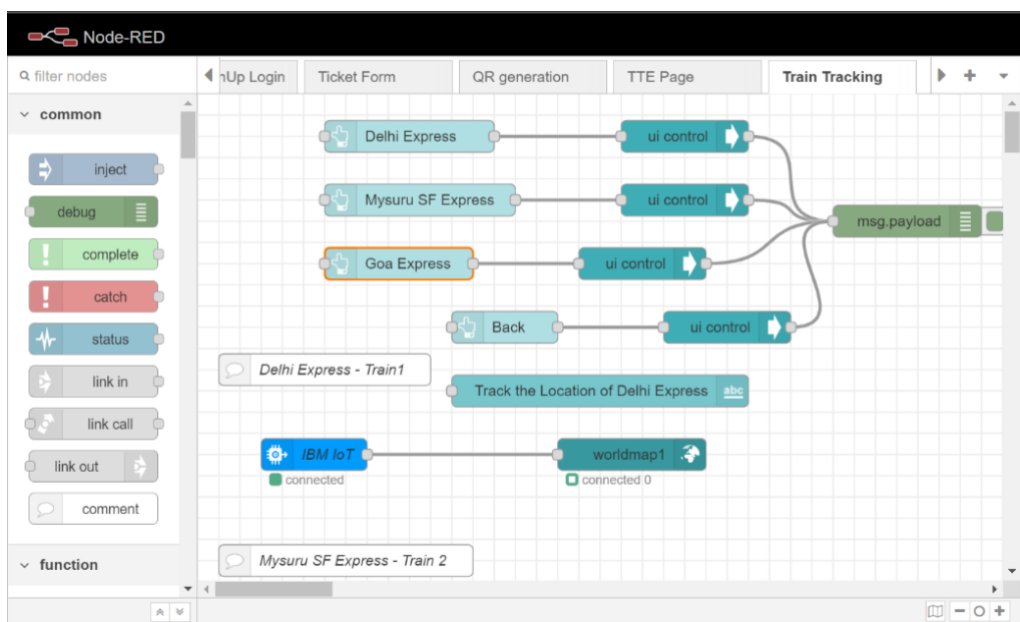 Node-RED
filter nodes
nUp Login
Ticket Form
QR generation
TTE Page
Train Tracking
common
inject
debug
complete
catch
status
link in
link call
link out
comment
function
Delhi Express
ui control
Mysuru SF Express
ui control
msg.payload
Goa Express
ui control
Back
ui control
Delhi Express - Train1
Track the Location of Delhi Express
abc
IBM IoT
connected
worldmap1
connected 0
Mysuru SF Express - Train 2